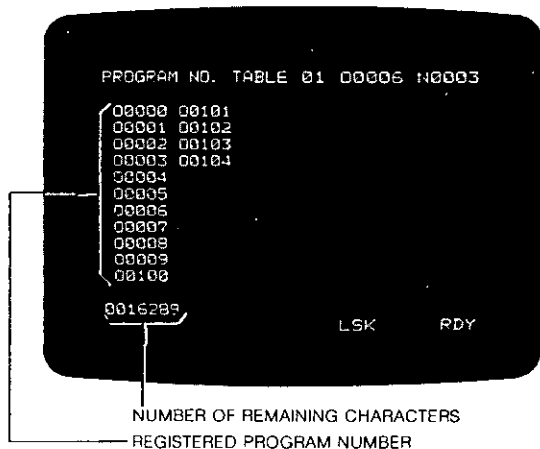 PROGRAM NO. TABLE 01 O0006 N0003
O0000 O0101
O0001 O0102
O0002 O0103
O0003 O0104
O0004
O0005
O0006
O0007
O0008
O0009
O0100
0016289
LSK RDY
NUMBER OF REMAINING CHARACTERS
REGISTERED PROGRAM NUMBER